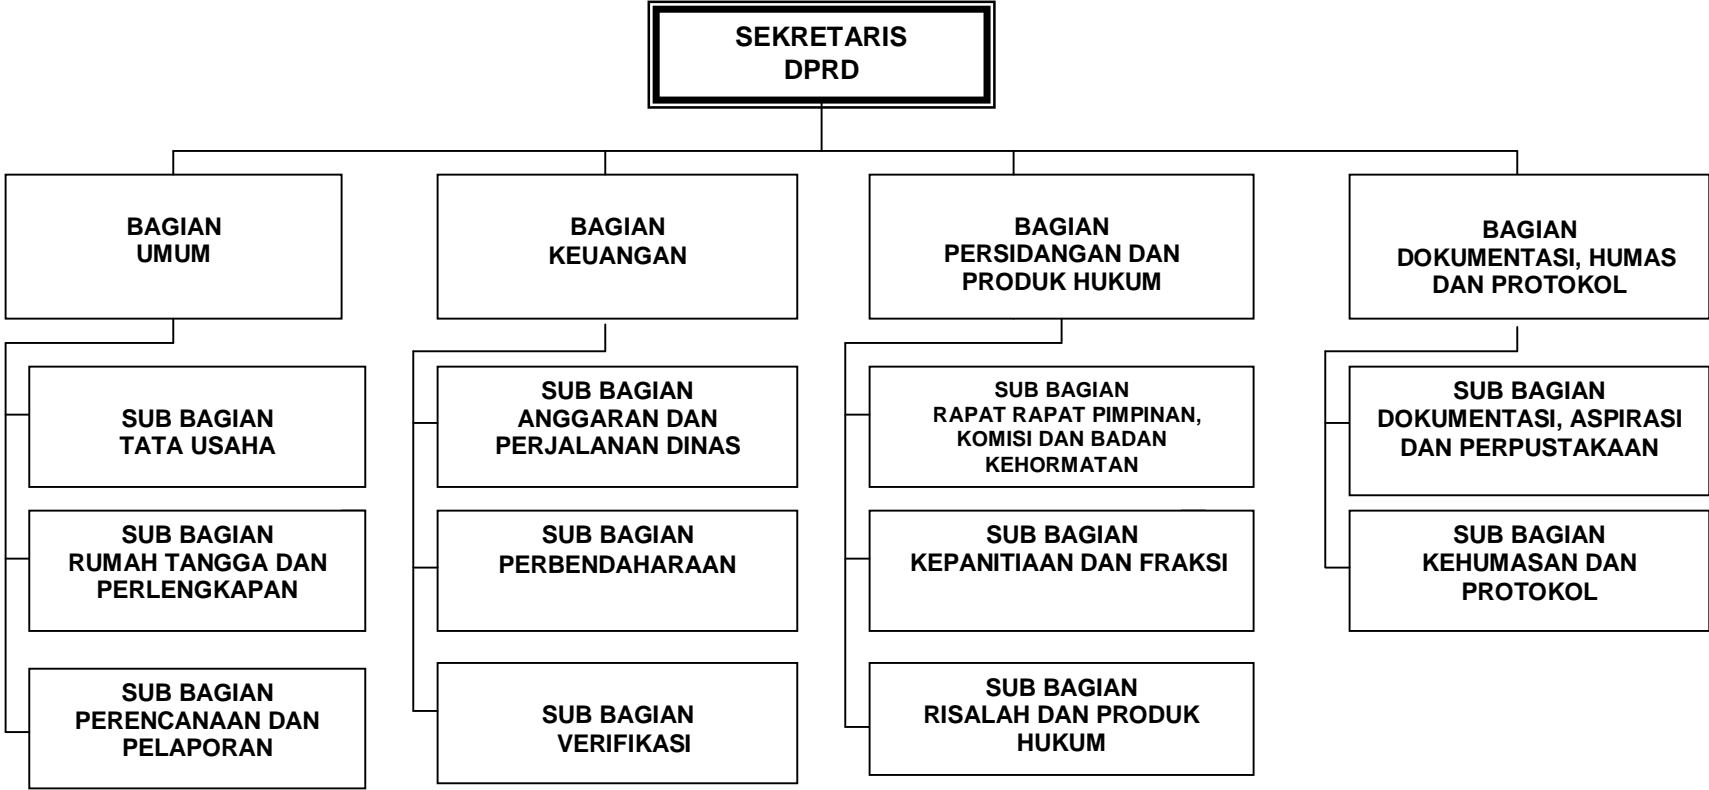 SEKRETARIS
DPRD
BAGIAN
UMUM
BAGIAN
KEUANGAN
BAGIAN
PERSIDANGAN DAN
PRODUK HUKUM
BAGIAN
DOKUMENTASI, HUMAS
DAN PROTOKOL
SUB BAGIAN
TATA USAHA
SUB BAGIAN
ANGGARAN DAN
PERJALANAN DINAS
SUB BAGIAN
RAPAT RAPAT PIMPINAN,
KOMISI DAN BADAN
KEHORMATAN
SUB BAGIAN
DOKUMENTASI, ASPIRASI
DAN PERPUSTAKAAN
SUB BAGIAN
RUMAH TANGGA DAN
PERLENGKAPAN
SUB BAGIAN
PERBENDAHARAAN
SUB BAGIAN
KEPANITIAAN DAN FRAKSI
SUB BAGIAN
KEHUMASAN DAN
PROTOKOL
SUB BAGIAN
PERENCANAAN DAN
PELAPORAN
SUB BAGIAN
VERIFIKASI
SUB BAGIAN
RISALAH DAN PRODUK
HUKUM